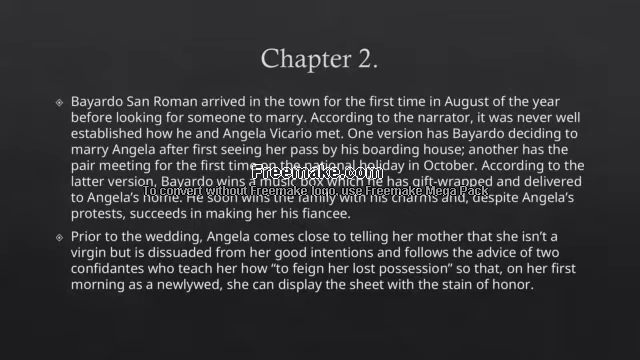 Chapter 2.
Bayardo San Roman arrived in the town for the first time in August of the year
before looking for someone to marry. According to the narrator, it was never well
established how he and Angela Vicario met. One version has Bayardo deciding to
marry Angela after first seeing her pass by his boarding house; another has the
pair meeting for the first time on the national holiday in October. According to the
Freemake.com
latter version, Bayardo wins a music box which he has gift-wrapped and delivered
To convert without Freemake logo, use Freemake Mega Pack
to Angela's home. He soon wins the family with his charms and, despite Angela's
protests, succeeds in making her his fiancee.
Prior to the wedding, Angela comes close to telling her mother that she isn't a
virgin but is dissuaded from her good intentions and follows the advice of two
confidantes who teach her how “to feign her lost possession” so that, on her first
morning as a newlywed, she can display the sheet with the stain of honor.